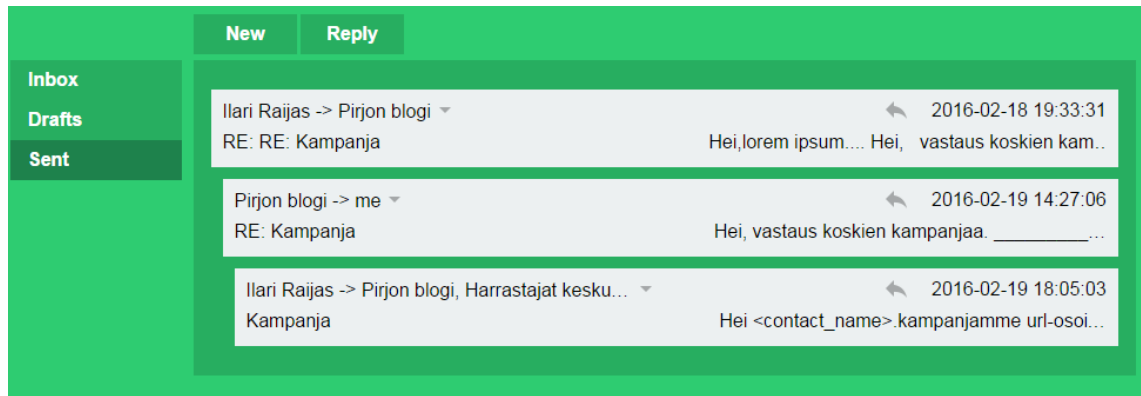 New Reply
Inbox
Drafts
Sent
Ilari Raijas -> Pirjon blogi 2016-02-18 19:33:31
RE: RE: Kampanja Hei,lorem ipsum.... Hei, vastaus koskien kam..
Pirjon blogi -> me 2016-02-19 14:27:06
RE: Kampanja Hei, vastaus koskien kampanjaa. _________...
Ilari Raijas -> Pirjon blogi, Harrastajat kesku... 2016-02-19 18:05:03
Kampanja Hei <contact_name>.kampanjamme url-osoi...